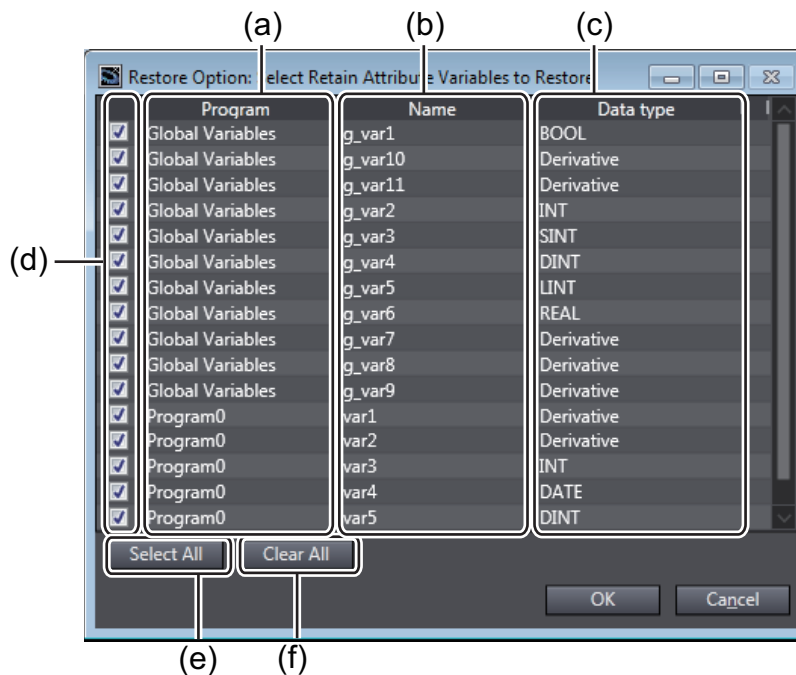 (a) (b) (c)
Restore Option: Select Retain Attribute Variables to Restore
Program Name Data type
Global Variables g_var1 BOOL
Global Variables g_var10 Derivative
Global Variables g_var11 Derivative
Global Variables g_var2 INT
Global Variables g_var3 SINT
(d) Global Variables g_var4 DINT
Global Variables g_var5 LINT
Global Variables g_var6 REAL
Global Variables g_var7 Derivative
Global Variables g_var8 Derivative
Global Variables g_var9 Derivative
Program0 var1 Derivative
Program0 var2 Derivative
Program0 var3 INT
Program0 var4 DATE
Program0 var5 DINT
Select All Clear All
OK Cancel
(e) (f)